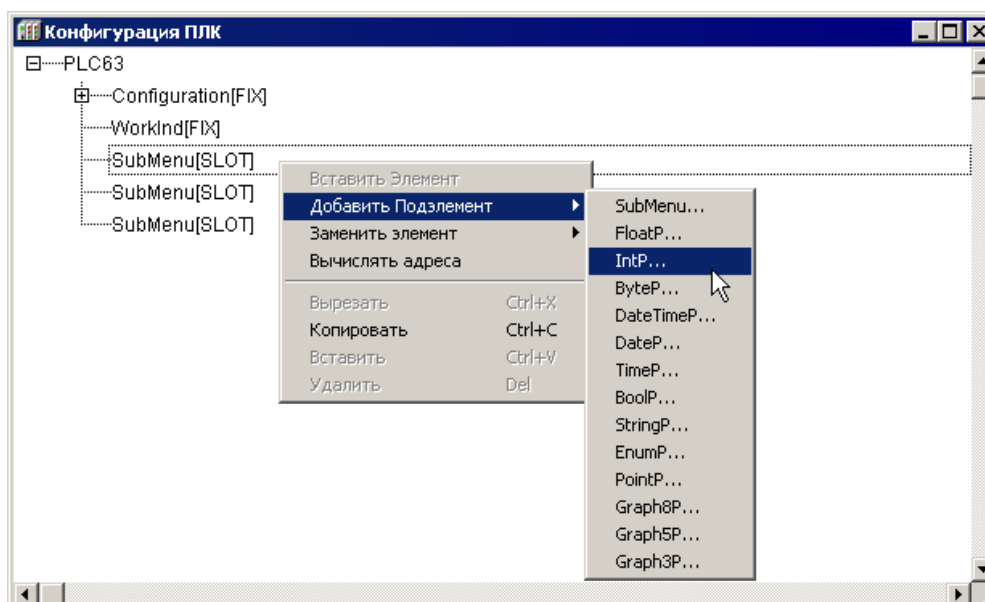 Конфигурация ПЛК
PLC63
Configuration[FIX]
WorkInd[FIX]
SubMenu[SLOT]
SubMenu[SLOT]
SubMenu[SLOT]
Вставить Элемент
Добавить Подэлемент
Заменить элемент
Вычислять адреса
Вырезать Ctrl+X
Копировать Ctrl+C
Вставить Ctrl+V
Удалить Del
SubMenu...
FloatP...
IntP...
ByteP...
DateTimeP...
DateP...
TimeP...
BoolP...
StringP...
EnumP...
PointP...
Graph8P...
Graph5P...
Graph3P...